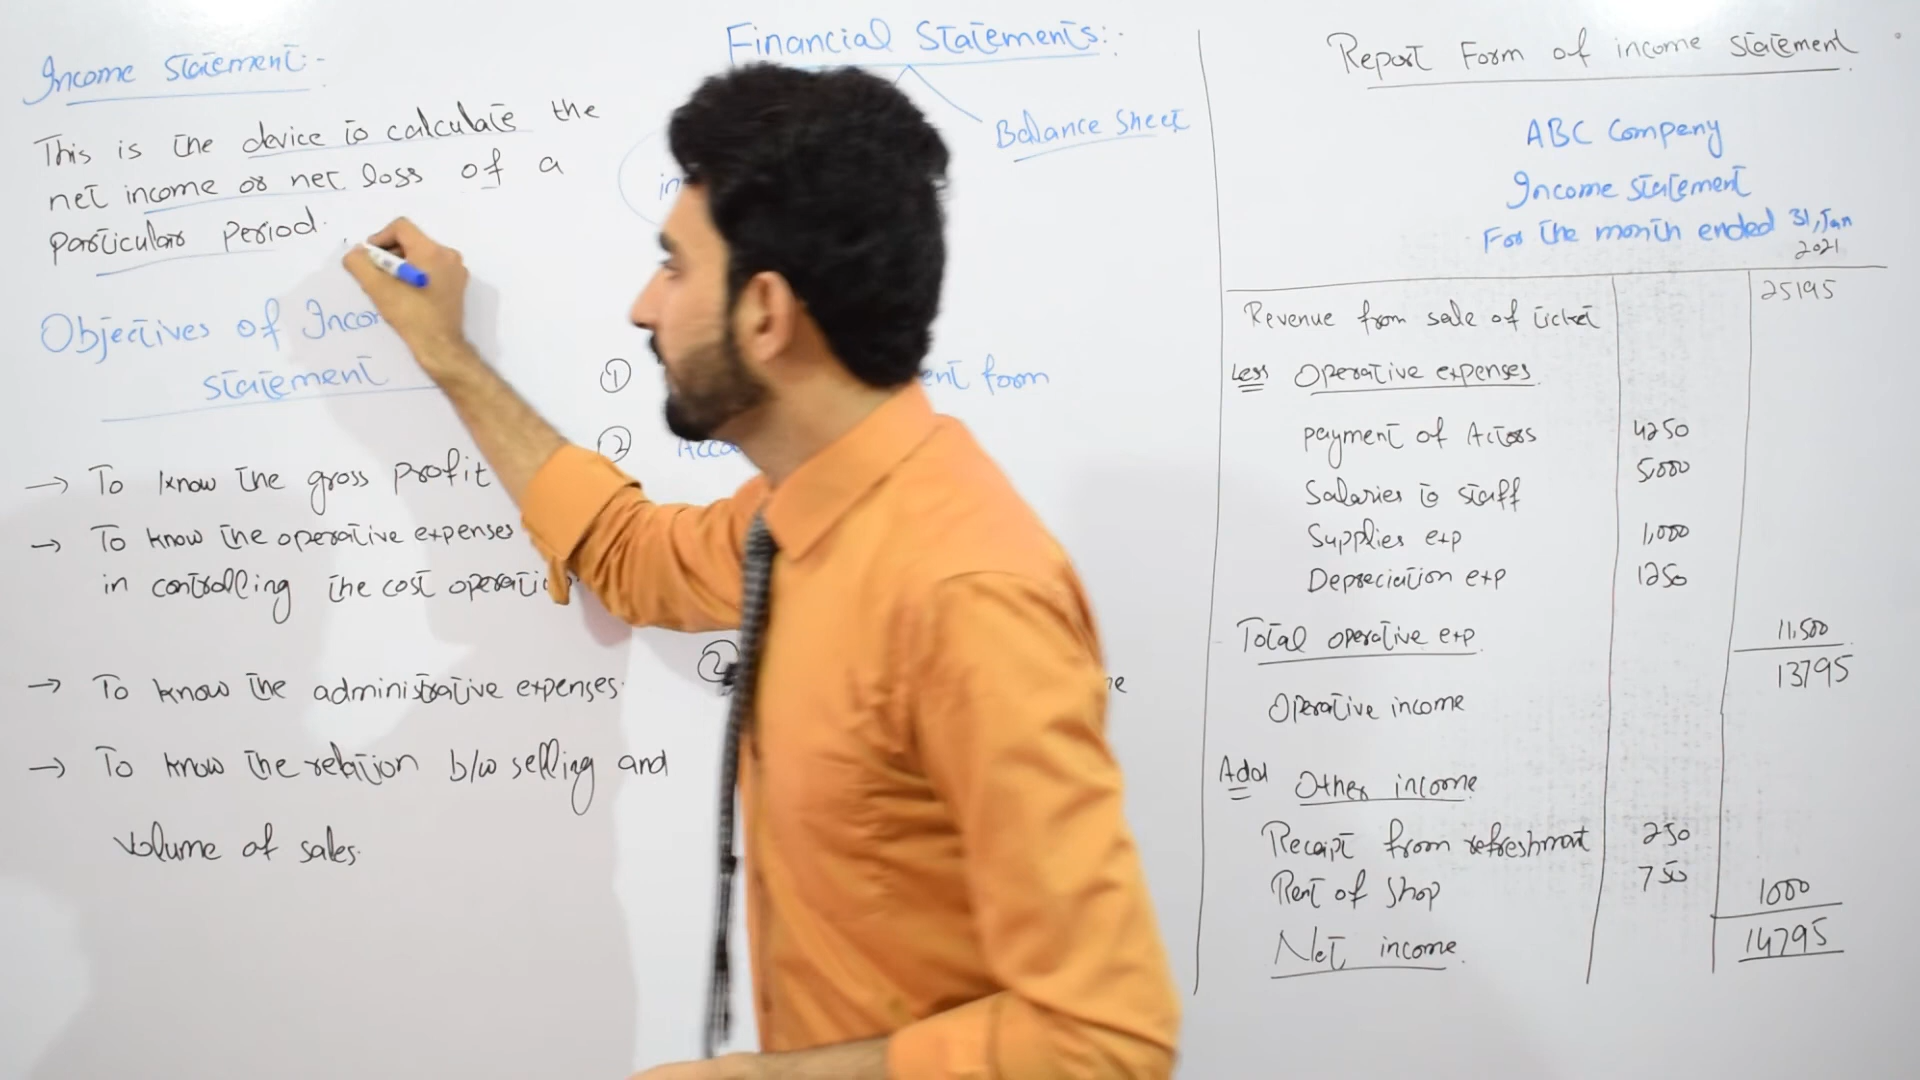 Income Statement:-
This is the device to calculate the
net income or net loss of a
particular period.
Objectives of
statement
→ To know the gross profit
→ To know the operative expenses
in controlling the cost
→ To know the administrative expenses.
→ To know the relation b/w selling and
volume of sales.
Financial Statements:-
Balance Sheet
①
form
②
②
Report Form of income statement
ABC Company
Income statement
For the month ended 31, Jan
2021
Revenue from sale of ticket 25195
Less Operative expenses
payment of Actors 4250
Salaries to staff 5,000
Supplies exp 1,000
Depreciation exp 1250
Total operative exp 11,500
Operative income 13795
Add Other income
Receipt from refreshment 250
Rent of Shop 750 1000
Net income 14795